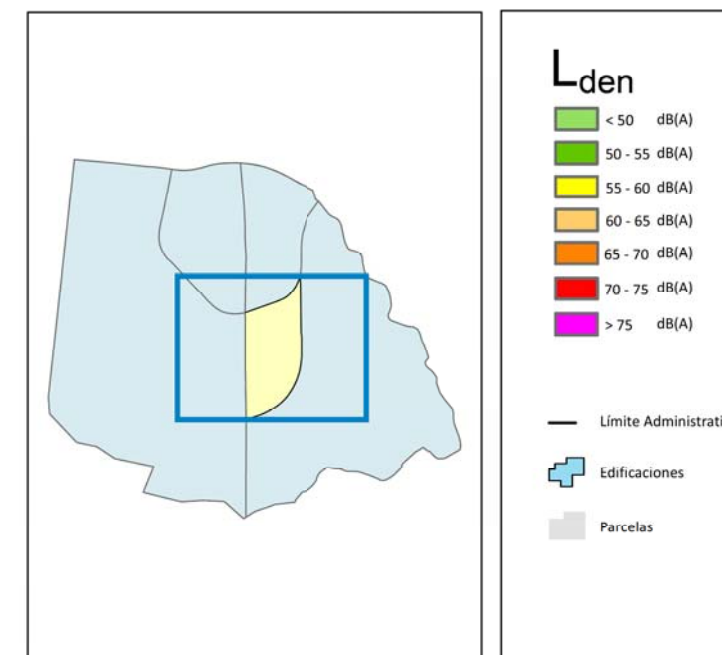 Lden
< 50 dB(A)
50 - 55 dB(A)
55 - 60 dB(A)
60 - 65 dB(A)
65 - 70 dB(A)
70 - 75 dB(A)
> 75 dB(A)
Límite Administrati
Edificaciones
Parcelas